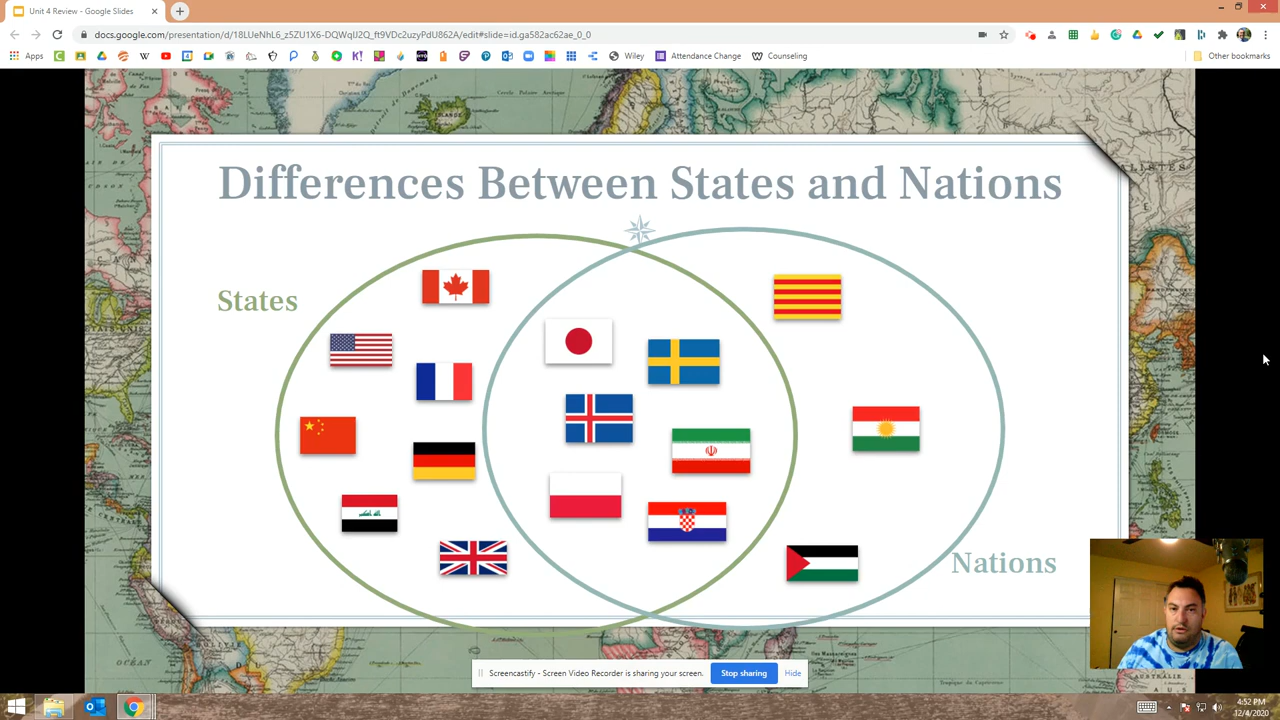 Unit 4 Review - Google Slides
docs.google.com/presentation/d/18LUeNhL6_z5ZU1X6-DQWqU2Q_ft9VDc2uzyPdU862A/edit#slide=id.ga582ac62ae_0_0
Apps
Wiley
Attendance Change
Counseling
Other bookmarks
Differences Between States and Nations
States
Nations
ISLANDE
OCÉAN
Screencastify - Screen Video Recorder is sharing your screen.
Stop sharing
Hide
4:52 PM
12/4/2020